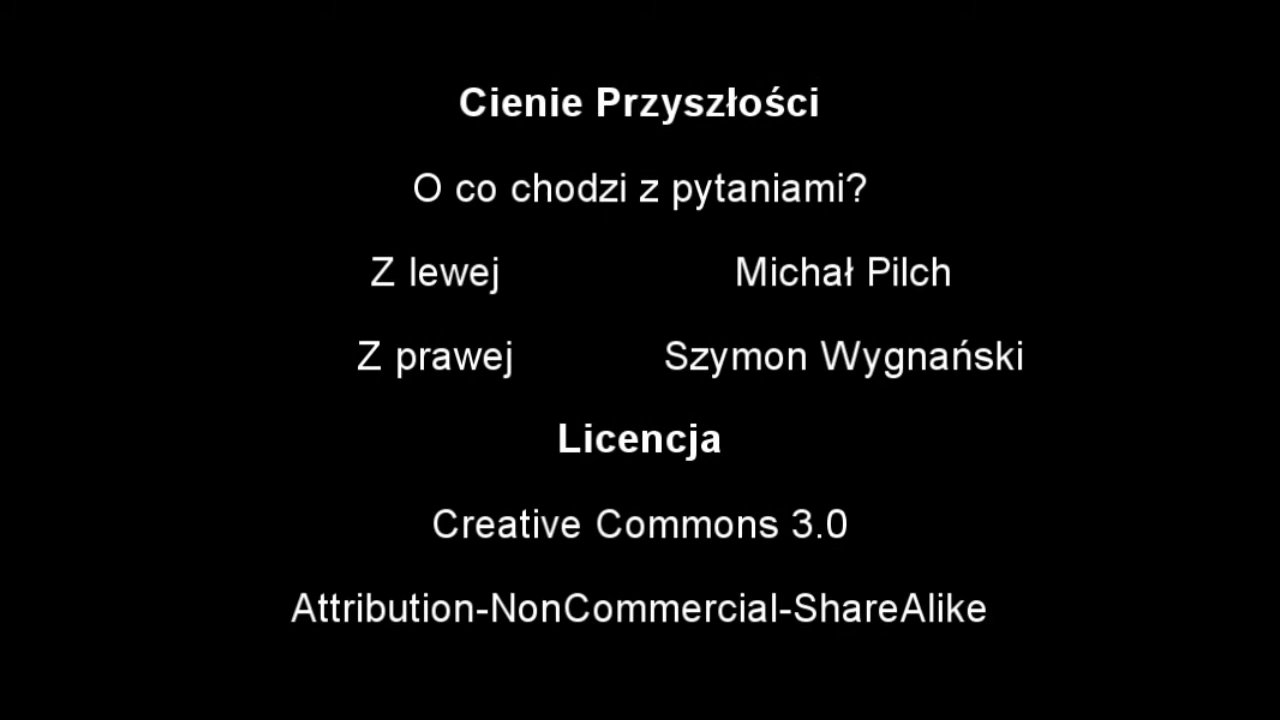 Cienie Przyszłości
O co chodzi z pytaniami?
Z lewej Michał Pilch
Z prawej Szymon Wygnański
Licencja
Creative Commons 3.0
Attribution-NonCommercial-ShareAlike